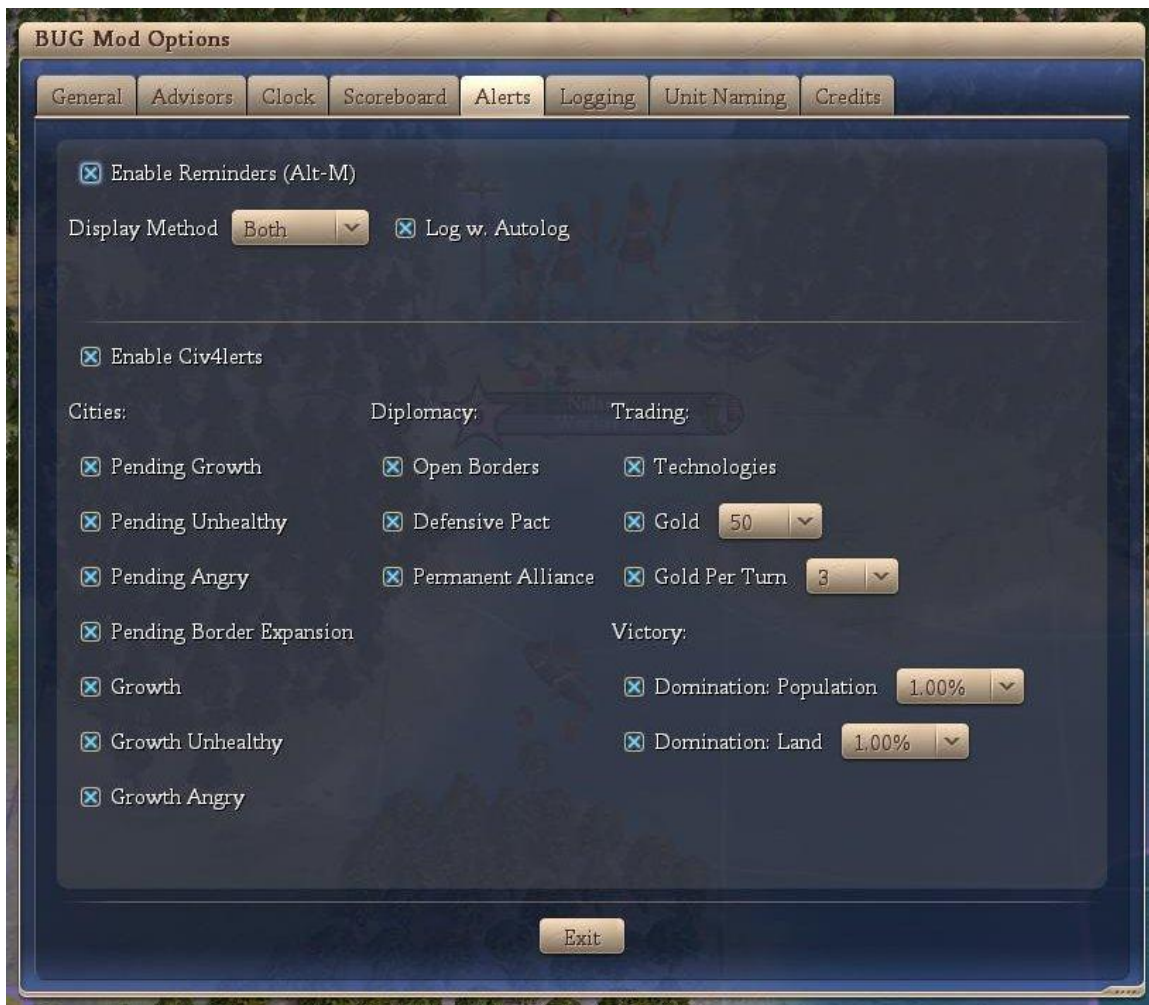 BUG Mod Options
General Advisors Clock Scoreboard Alerts Logging Unit Naming Credits
Enable Reminders (Alt-M)
Display Method Both Log w. Autolog
Enable Civ4lerts
Cities: Diplomacy: Trading:
Pending Growth Open Borders Technologies
Pending Unhealthy Defensive Pact Gold 50
Pending Angry Permanent Alliance Gold Per Turn 3
Pending Border Expansion Victory:
Growth Domination: Population 1.00%
Growth Unhealthy Domination: Land 1.00%
Growth Angry
Exit